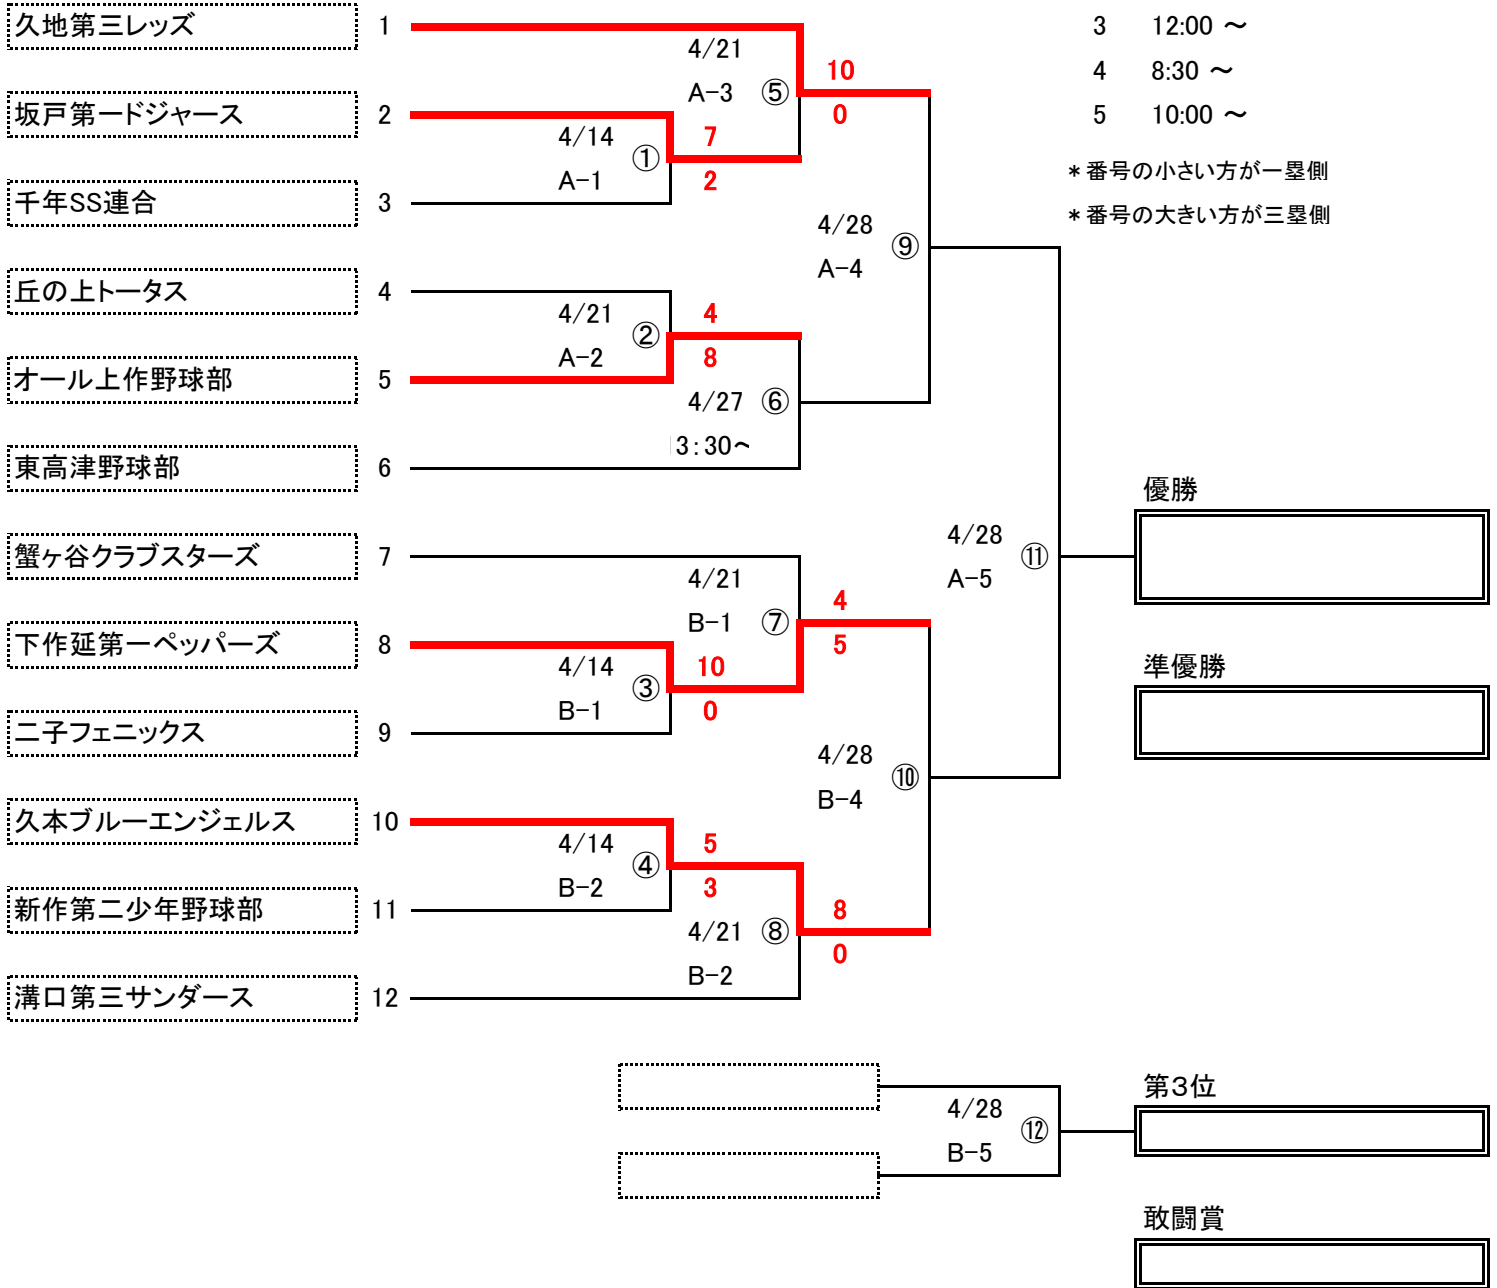 久地第三レッズ 1
3 12:00 ～
4/21
10
4 8:30 ～
A-3 ⑤
坂戸第一ドジャース 2
0
5 10:00 ～
4/14
7
①
A-1
2
＊番号の小さい方が一塁側
千年SS連合 3
＊番号の大きい方が三塁側
4/28
⑨
A-4
丘の上トータス 4
4/21
4
②
A-2
8
オール上作野球部 5
4/27 ⑥
3:30～
東高津野球部 6
優勝
4/28
蟹ヶ谷クラブスターズ 7
⑪
A-5
4/21
4
B-1 ⑦
下作延第一ペッパーズ 8
5
4/14
10
準優勝
③
B-1
0
二子フェニックス 9
4/28
⑩
B-4
久本ブルーエンジェルス 10
4/14
5
④
B-2
3
新作第二少年野球部 11
8
4/21 ⑧
0
B-2
溝口第三サンダース 12
第3位
4/28
⑫
B-5
敢闘賞